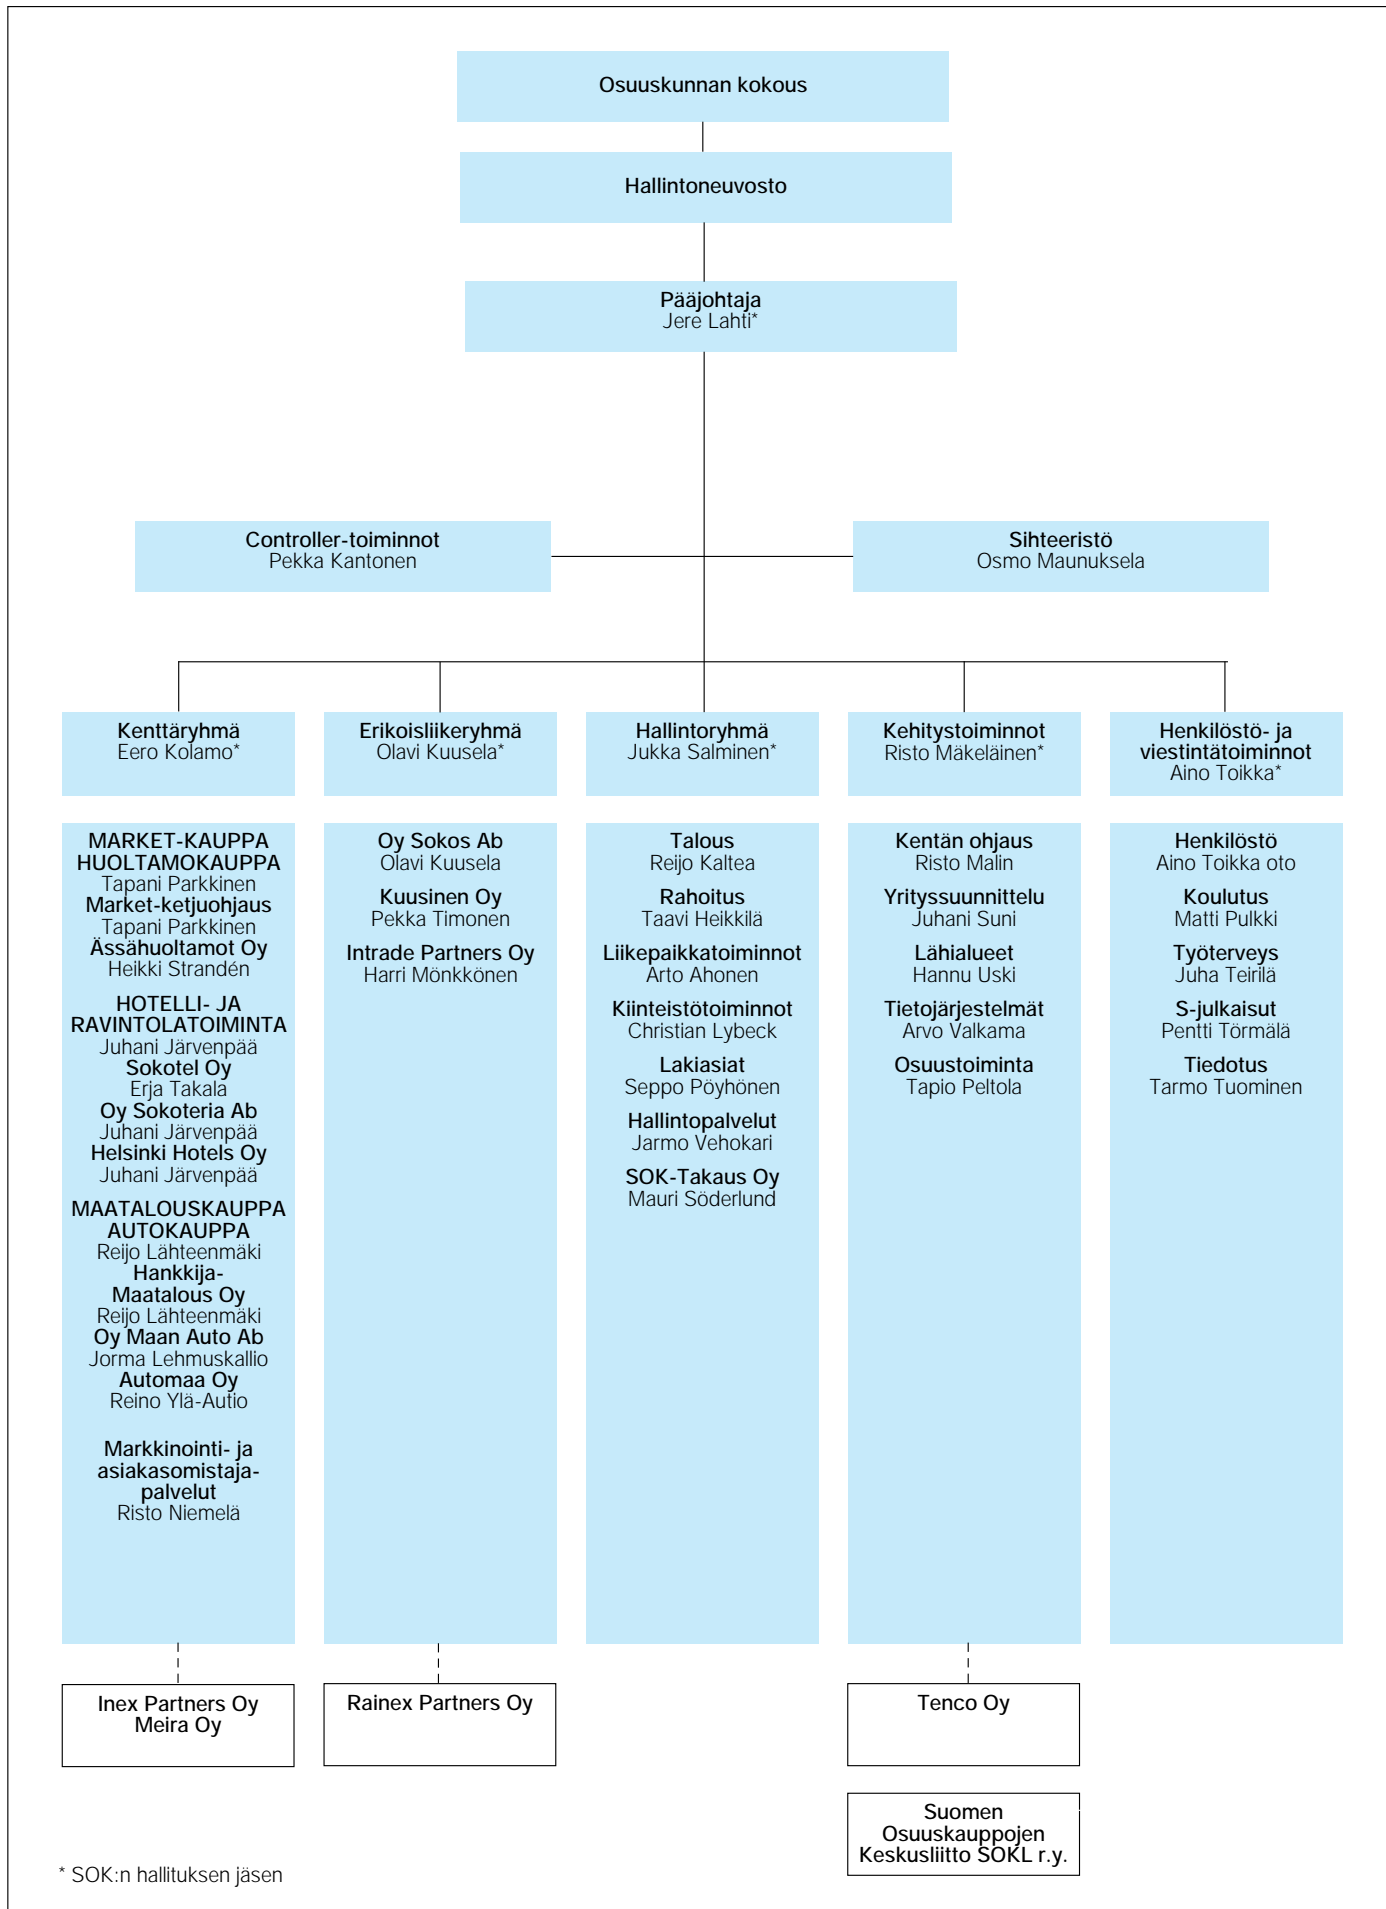 Osuuskunnan kokous
Hallintoneuvosto
Pääjohtaja
Jere Lahti*
Controller-toiminnot
Pekka Kantonen
Sihteeristö
Osmo Maunuksela
Kenttäryhmä
Eero Kolamo*
Erikoisliikeryhmä
Olavi Kuusela*
Hallintoryhmä
Jukka Salminen*
Kehitystoiminnot
Risto Mäkeläinen*
Henkilöstö- ja
viestintätoiminnot
Aino Toikka*
MARKET-KAUPPA
HUOLTAMOKAUPPA
Tapani Parkkinen
Market-ketjuohjaus
Tapani Parkkinen
Ässähuoltamot Oy
Heikki Strandén
HOTELLI- JA
RAVINTOLATOIMINTA
Juhani Järvenpää
Sokotel Oy
Erja Takala
Oy Sokoteria Ab
Juhani Järvenpää
Helsinki Hotels Oy
Juhani Järvenpää
MAATALOUSKAUPPA
AUTOKAUPPA
Reijo Lähteenmäki
Hankkija-
Maatalous Oy
Reijo Lähteenmäki
Oy Maan Auto Ab
Jorma Lehmuskallio
Automaa Oy
Reino Ylä-Autio
Markkinointi- ja
asiakasomistaja-
palvelut
Risto Niemelä
Oy Sokos Ab
Olavi Kuusela
Kuusinen Oy
Pekka Timonen
Intrade Partners Oy
Harri Mönkkönen
Talous
Reijo Kaltea
Rahoitus
Taavi Heikkilä
Liikepaikkatoiminnot
Arto Ahonen
Kiinteistötoiminnot
Christian Lybeck
Lakiasiat
Seppo Pöyhönen
Hallintopalvelut
Jarmo Vehokari
SOK-Takaus Oy
Mauri Söderlund
Kentän ohjaus
Risto Malin
Yrityssuunnittelu
Juhani Suni
Lähialueet
Hannu Uski
Tietojärjestelmät
Arvo Valkama
Osuustoiminta
Tapio Peltola
Henkilöstö
Aino Toikka oto
Koulutus
Matti Pulkki
Työterveys
Juha Teirilä
S-julkaisut
Pentti Törmälä
Tiedotus
Tarmo Tuominen
Inex Partners Oy
Meira Oy
Rainex Partners Oy
Tenco Oy
Suomen
Osuuskauppojen
Keskusliitto SOKL r.y.
* SOK:n hallituksen jäsen